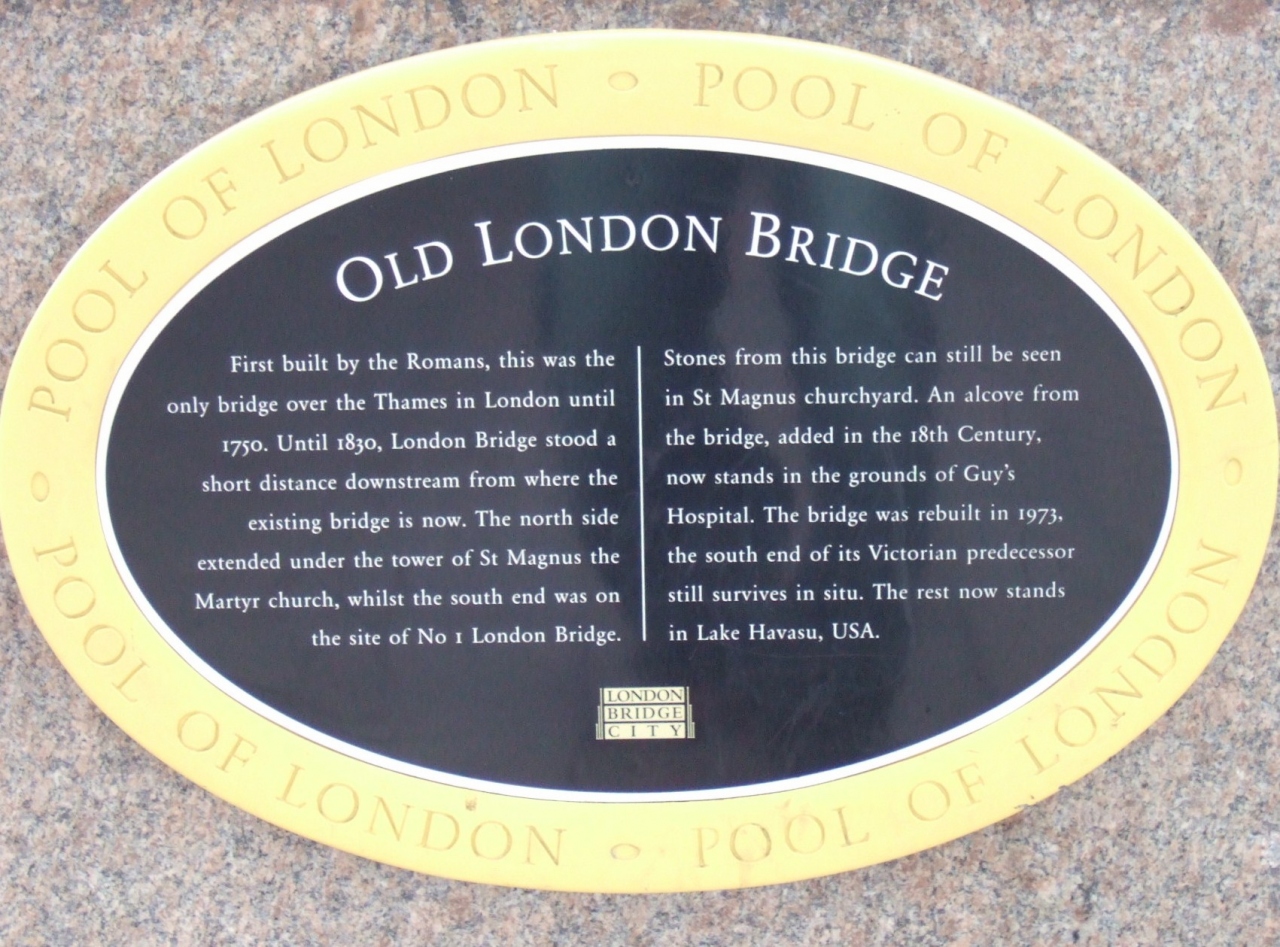 POOL OF LONDON
POOL OF LONDON
OLD LONDON BRIDGE
First built by the Romans, this was the
only bridge over the Thames in London until
1750. Until 1830, London Bridge stood a
short distance downstream from where the
existing bridge is now. The north side
extended under the tower of St Magnus the
Martyr church, whilst the south end was on
the site of No 1 London Bridge.
Stones from this bridge can still be seen
in St Magnus churchyard. An alcove from
the bridge, added in the 18th Century,
now stands in the grounds of Guy's
Hospital. The bridge was rebuilt in 1973,
the south end of its Victorian predecessor
still survives in situ. The rest now stands
in Lake Havasu, USA.
LONDON
BRIDGE
CITY
POOL OF LONDON
POOL OF LONDON